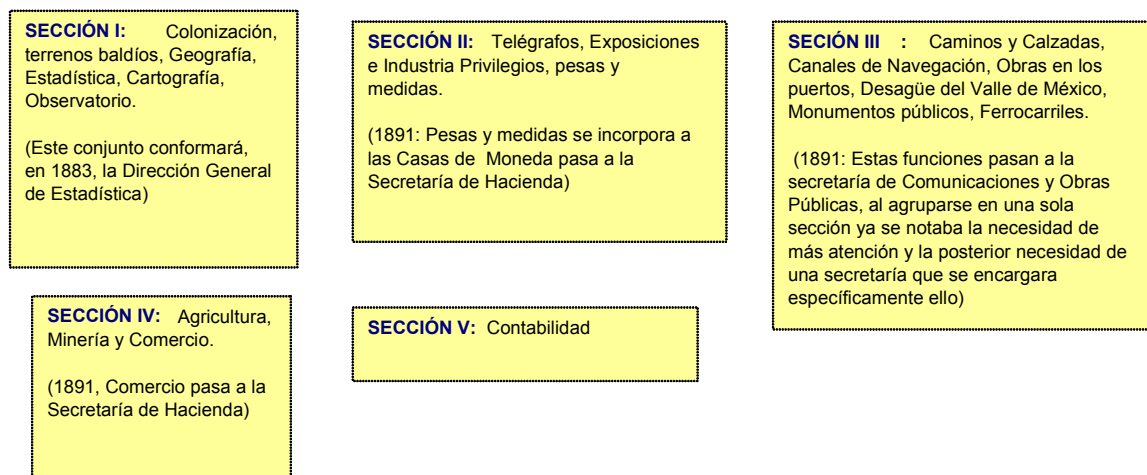 SECCIÓN I: Colonización,
terrenos baldíos, Geografía,
Estadística, Cartografía,
Observatorio.
(Este conjunto conformará,
en 1883, la Dirección General
de Estadística)
SECCIÓN II: Telégrafos, Exposiciones
e Industria Privilegios, pesas y
medidas.
(1891: Pesas y medidas se incorpora a
las Casas de Moneda pasa a la
Secretaría de Hacienda)
SECIÓN III : Caminos y Calzadas,
Canales de Navegación, Obras en los
puertos, Desagüe del Valle de México,
Monumentos públicos, Ferrocarriles.
(1891: Estas funciones pasan a la
secretaría de Comunicaciones y Obras
Públicas, al agruparse en una sola
sección ya se notaba la necesidad de
más atención y la posterior necesidad de
una secretaría que se encargara
específicamente ello)
SECCIÓN IV: Agricultura,
Minería y Comercio.
(1891, Comercio pasa a la
Secretaría de Hacienda)
SECCIÓN V: Contabilidad